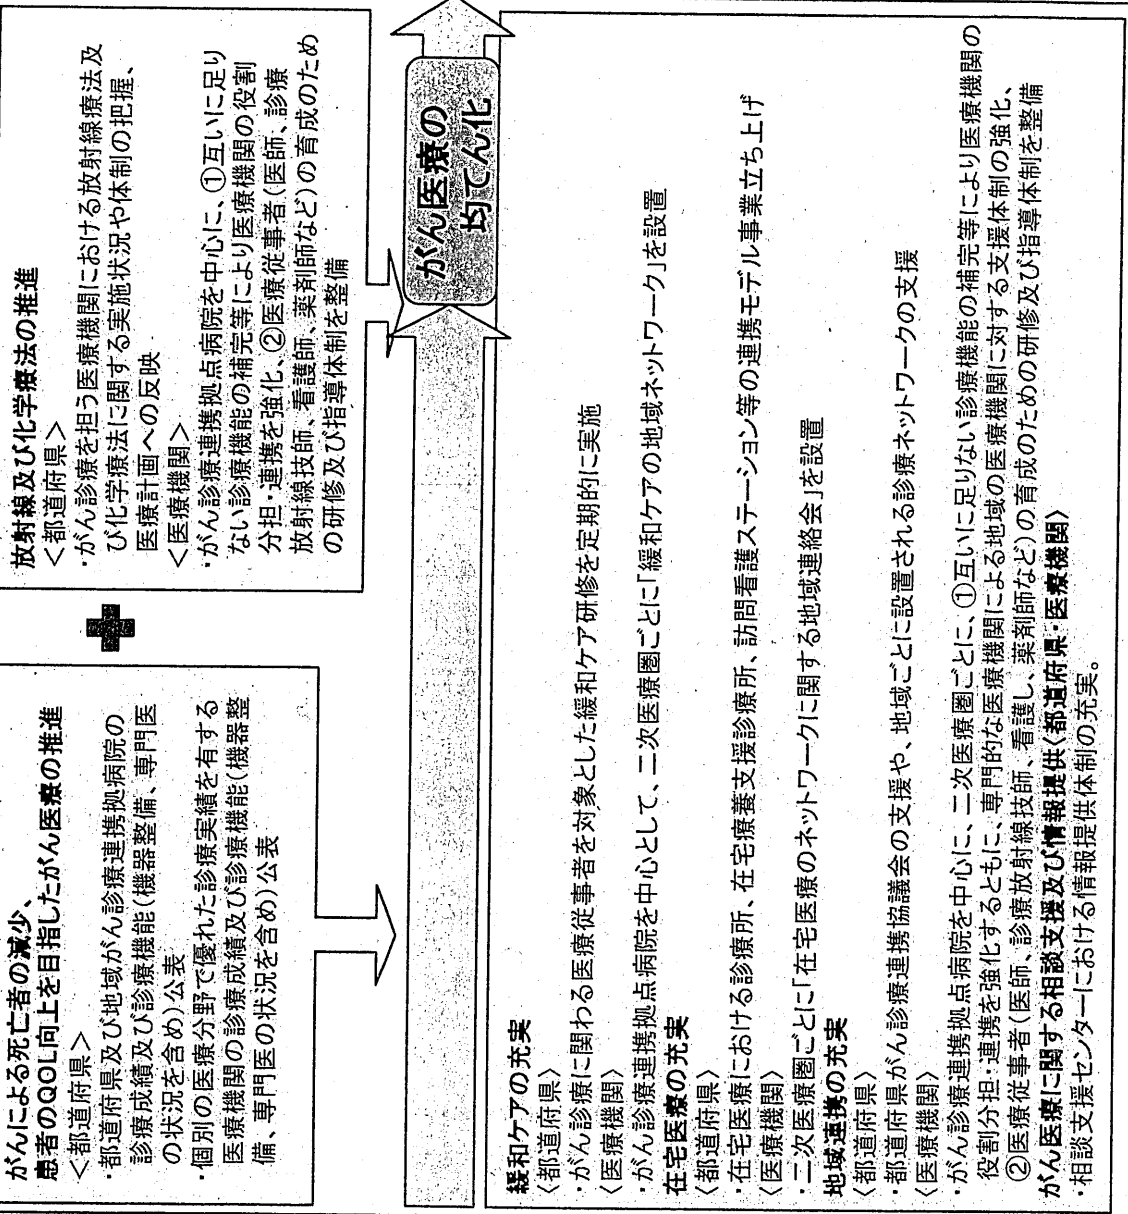 がんによる死亡者の減少、
患者のQOL向上を目指したがん医療の推進
＜都道府県＞
・都道府県及び地域がん診療連携拠病院の
診療成績及び診療機能(機器整備、専門医
の状況を含め)公表
・個別の医療分野で優れた診療実績を有する
医療機関の診療成績及び診療機能(機器整
備、専門医の状況を含め)公表
放射線及び化学療法の推進
＜都道府県＞
・がん診療を担う医療機関における放射線療法及
び化学療法に関する実施状況や体制の把握、
医療計画への反映
＜医療機関＞
・がん診療連携拠点病院を中心に、①互いに足り
ない診療機能の補完等により医療機関の役割
分担・連携を強化、②医療従事者(医師、診療
放射線技師、看護師、薬剤師など)の育成のため
の研修及び指導体制を整備
がん医療の
均てん化
緩和ケアの充実
〈都道府県〉
・がん診療に関わる医療従事者を対象とした緩和ケア研修を定期的に実施
〈医療機関〉
・がん診療連携拠点病院を中心として、二次医療圏ごとに「緩和ケアの地域ネットワーク」を設置
在宅医療の充実
〈都道府県〉
・在宅医療における診療所、在宅療養支援診療所、訪問看護ステーション等の連携モデル事業立ち上げ
〈医療機関〉
・二次医療圏ごとに「在宅医療のネットワークに関する地域連絡会」を設置
地域連携の充実
〈都道府県〉
・都道府県がん診療連携協議会の支援や、地域ごとに設置される診療ネットワークの支援
〈医療機関〉
・がん診療連携拠点病院を中心に、二次医療圏ごとに、①互いに足りない診療機能の補完等により医療機関の
役割分担・連携を強化するともに、専門的な医療機関による地域の医療機関に対する支援体制の強化、
②医療従事者(医師、診療放射線技師、看護し、薬剤師など)の育成のための研修及び指導体制を整備
がん医療に関する相談支援及び情報提供〈都道府県・医療機関〉
・相談支援センターにおける情報提供体制の充実。